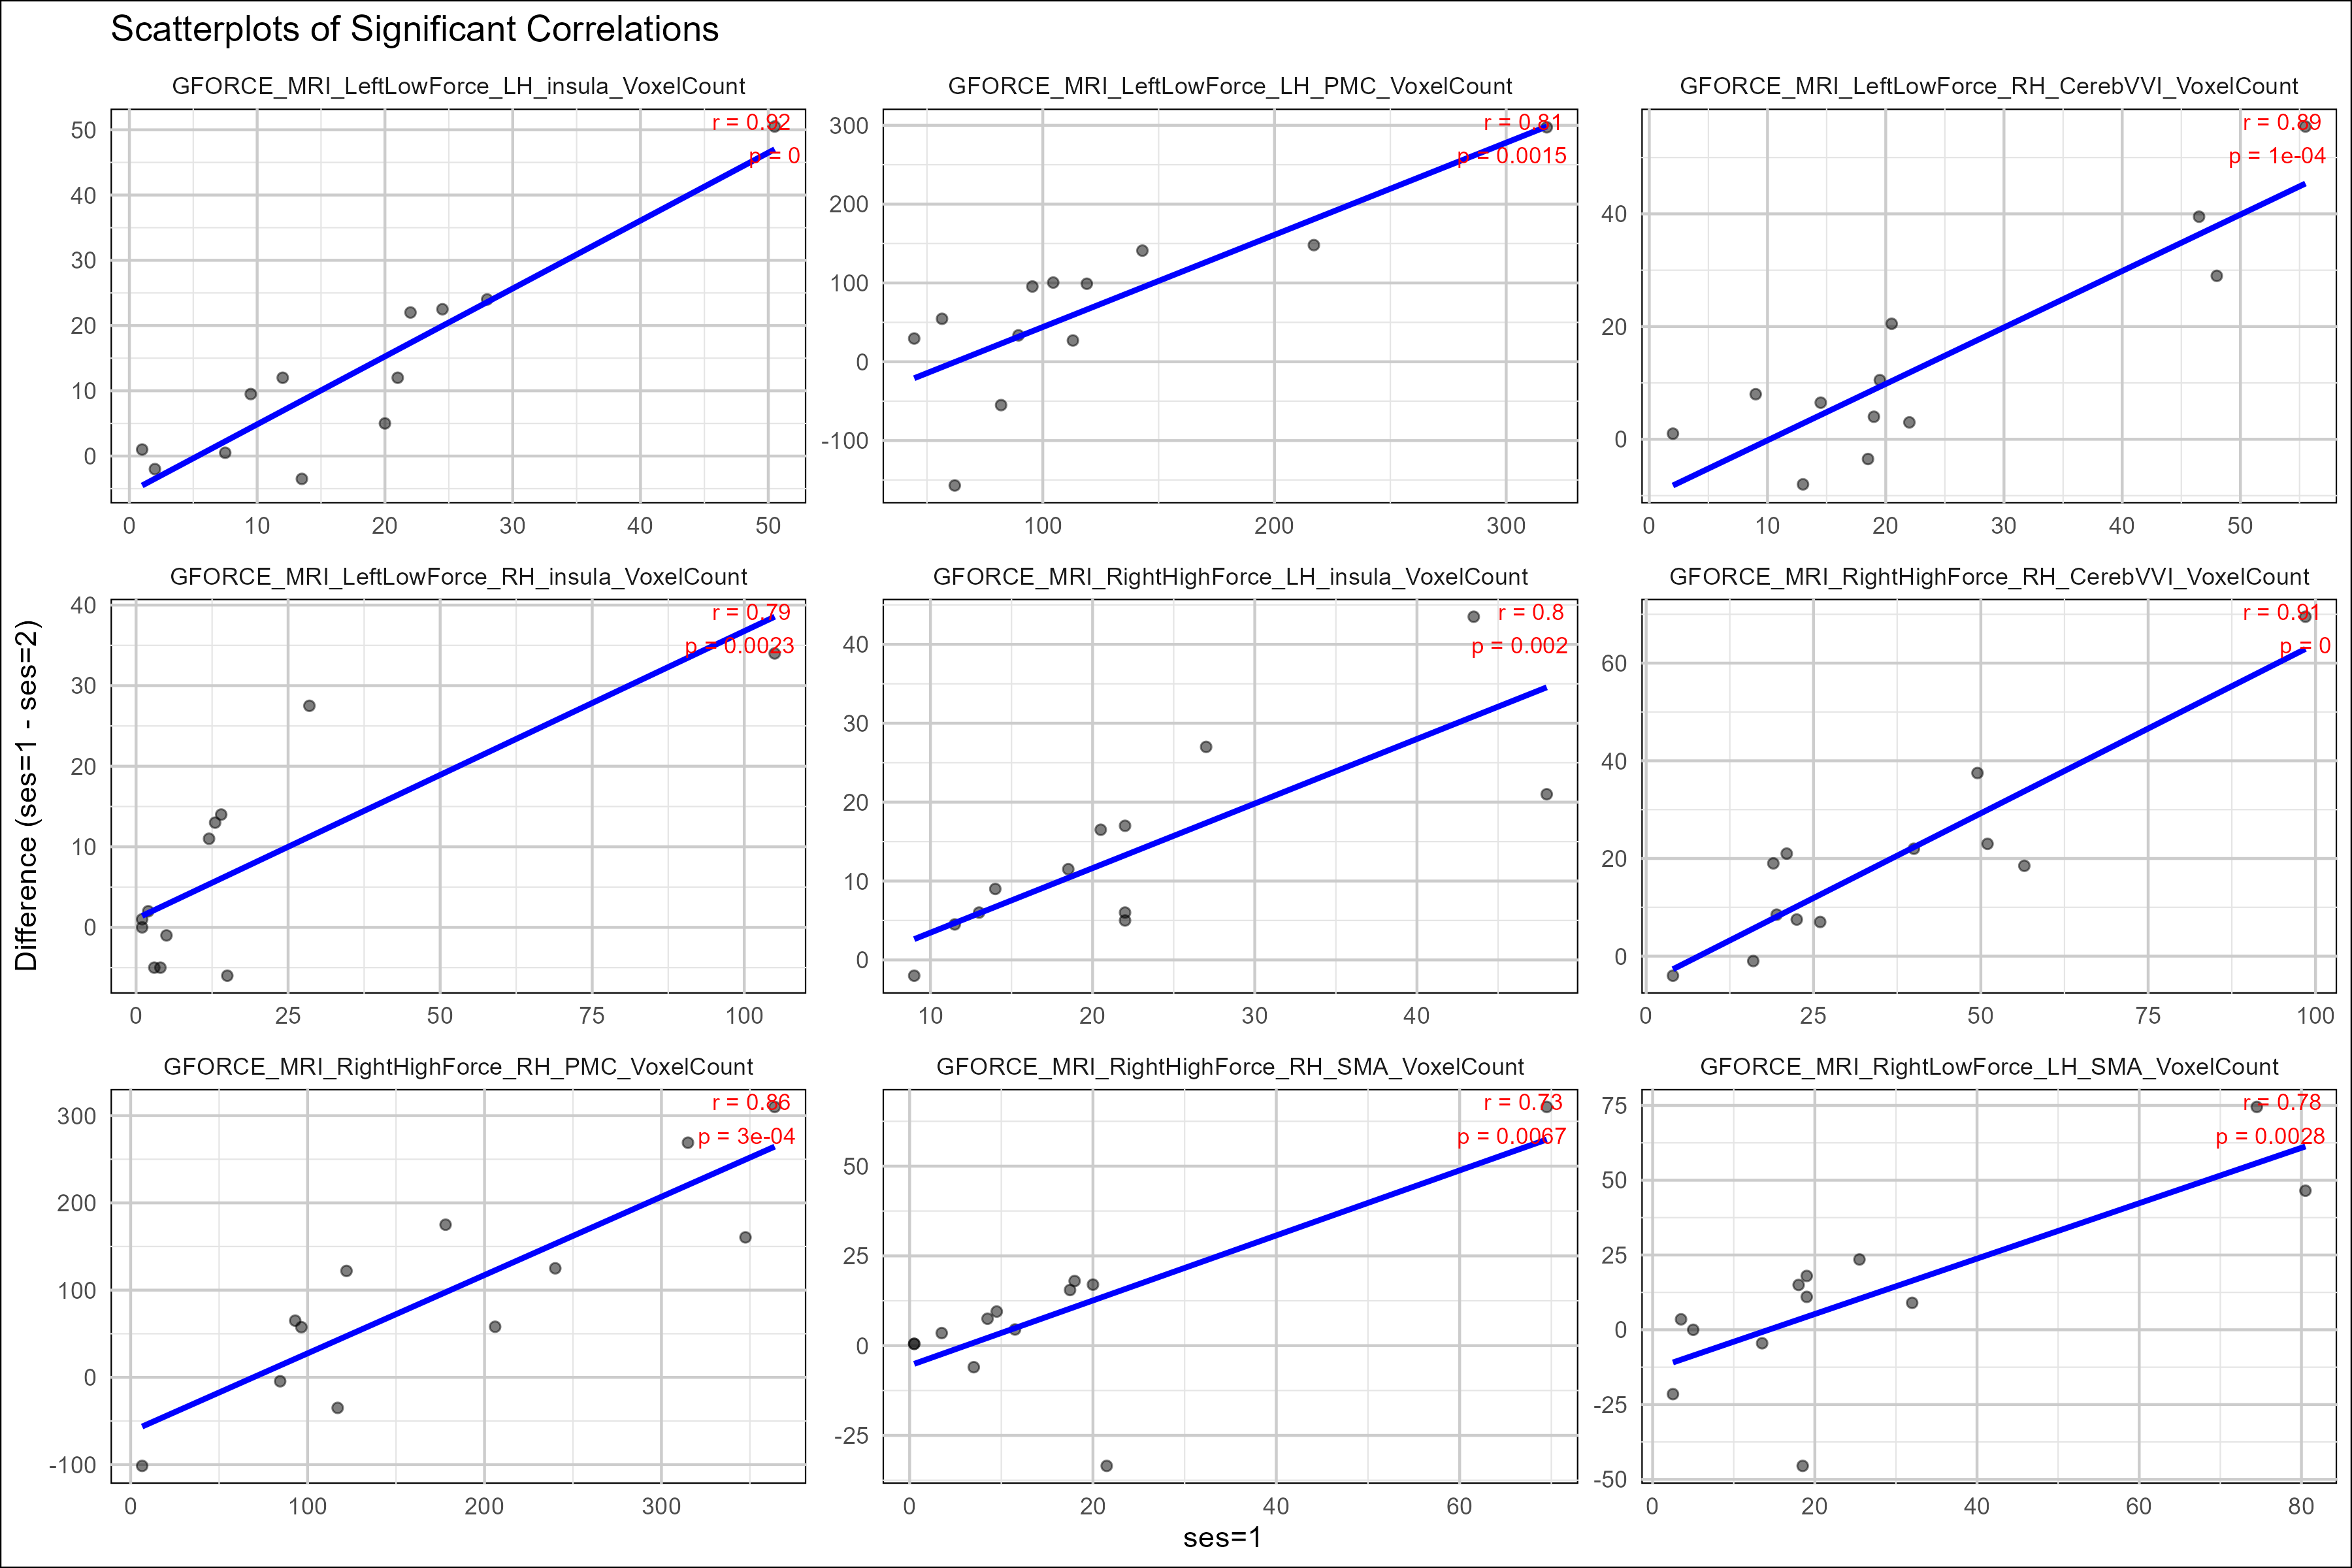 Scatterplots of Significant Correlations
GFORCE_MRI_LeftLowForce_LH_insula_VoxelCount
r = 0.92
p = 0
50
40
30
20
10
0
0 10 20 30 40 50
GFORCE_MRI_LeftLowForce_LH_PMC_VoxelCount
r = 0.81
p = 0.0015
300
200
100
0
-100
100 200 300
GFORCE_MRI_LeftLowForce_RH_CerebVVI_VoxelCount
r = 0.89
p = 1e-04
40
20
0
0 10 20 30 40 50
Difference (ses=1 - ses=2)
GFORCE_MRI_LeftLowForce_RH_insula_VoxelCount
r = 0.79
p = 0.0023
40
30
20
10
0
0 25 50 75 100
GFORCE_MRI_RightHighForce_LH_insula_VoxelCount
r = 0.8
p = 0.002
40
30
20
10
0
10 20 30 40
GFORCE_MRI_RightHighForce_RH_CerebVVI_VoxelCount
r = 0.91
p = 0
60
40
20
0
0 25 50 75 100
GFORCE_MRI_RightHighForce_RH_PMC_VoxelCount
r = 0.86
p = 3e-04
300
200
100
0
-100
0 100 200 300
GFORCE_MRI_RightHighForce_RH_SMA_VoxelCount
r = 0.73
p = 0.0067
50
25
0
-25
0 20 40 60
GFORCE_MRI_RightLowForce_LH_SMA_VoxelCount
r = 0.78
p = 0.0028
75
50
25
0
-25
-50
0 20 40 60 80
ses=1